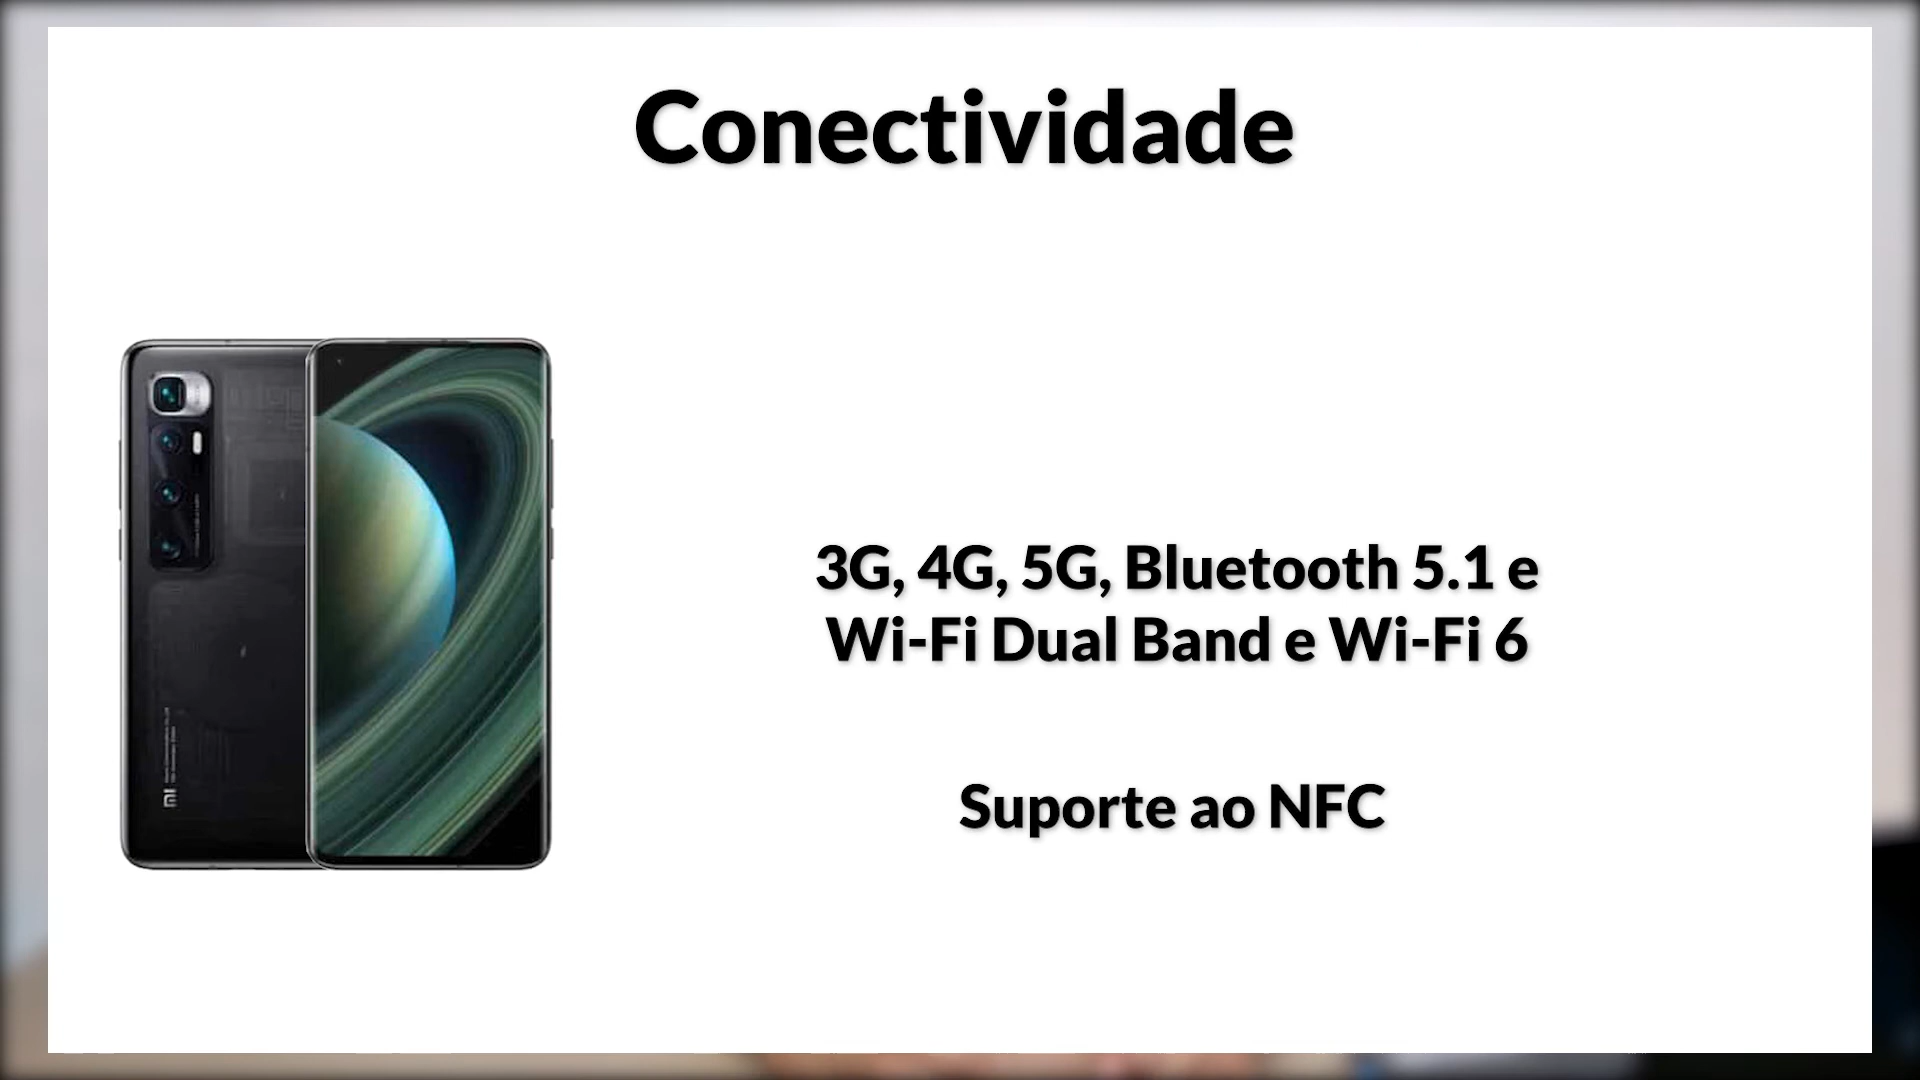 Conectividade
3G, 4G, 5G, Bluetooth 5.1 e
Wi-Fi Dual Band e Wi-Fi 6
Suporte ao NFC